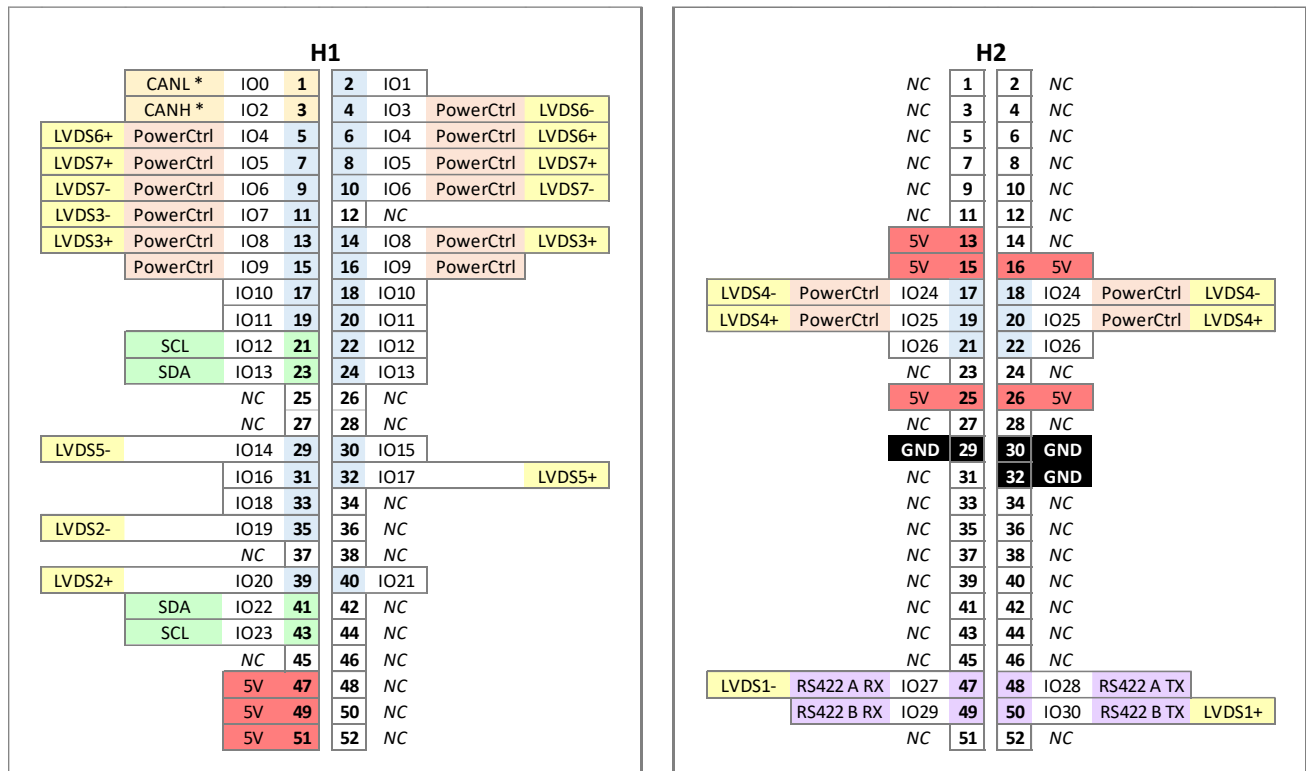 H1
CANL * IO0 1 2 IO1
CANH * IO2 3 4 IO3 PowerCtrl LVDS6-
LVDS6+ PowerCtrl IO4 5 6 IO4 PowerCtrl LVDS6+
LVDS7+ PowerCtrl IO5 7 8 IO5 PowerCtrl LVDS7+
LVDS7- PowerCtrl IO6 9 10 IO6 PowerCtrl LVDS7-
LVDS3- PowerCtrl IO7 11 12 NC
LVDS3+ PowerCtrl IO8 13 14 IO8 PowerCtrl LVDS3+
PowerCtrl IO9 15 16 IO9 PowerCtrl
IO10 17 18 IO10
IO11 19 20 IO11
SCL IO12 21 22 IO12
SDA IO13 23 24 IO13
NC 25 26 NC
NC 27 28 NC
LVDS5- IO14 29 30 IO15
IO16 31 32 IO17 LVDS5+
IO18 33 34 NC
LVDS2- IO19 35 36 NC
NC 37 38 NC
LVDS2+ IO20 39 40 IO21
SDA IO22 41 42 NC
SCL IO23 43 44 NC
NC 45 46 NC
5V 47 48 NC
5V 49 50 NC
5V 51 52 NC
H2
NC 1 2 NC
NC 3 4 NC
NC 5 6 NC
NC 7 8 NC
NC 9 10 NC
NC 11 12 NC
5V 13 14 NC
5V 15 16 5V
LVDS4- PowerCtrl IO24 17 18 IO24 PowerCtrl LVDS4-
LVDS4+ PowerCtrl IO25 19 20 IO25 PowerCtrl LVDS4+
IO26 21 22 IO26
NC 23 24 NC
5V 25 26 5V
NC 27 28 NC
GND 29 30 GND
NC 31 32 GND
NC 33 34 NC
NC 35 36 NC
NC 37 38 NC
NC 39 40 NC
NC 41 42 NC
NC 43 44 NC
NC 45 46 NC
LVDS1- RS422 A RX IO27 47 48 IO28 RS422 A TX
RS422 B RX IO29 49 50 IO30 RS422 B TX LVDS1+
NC 51 52 NC